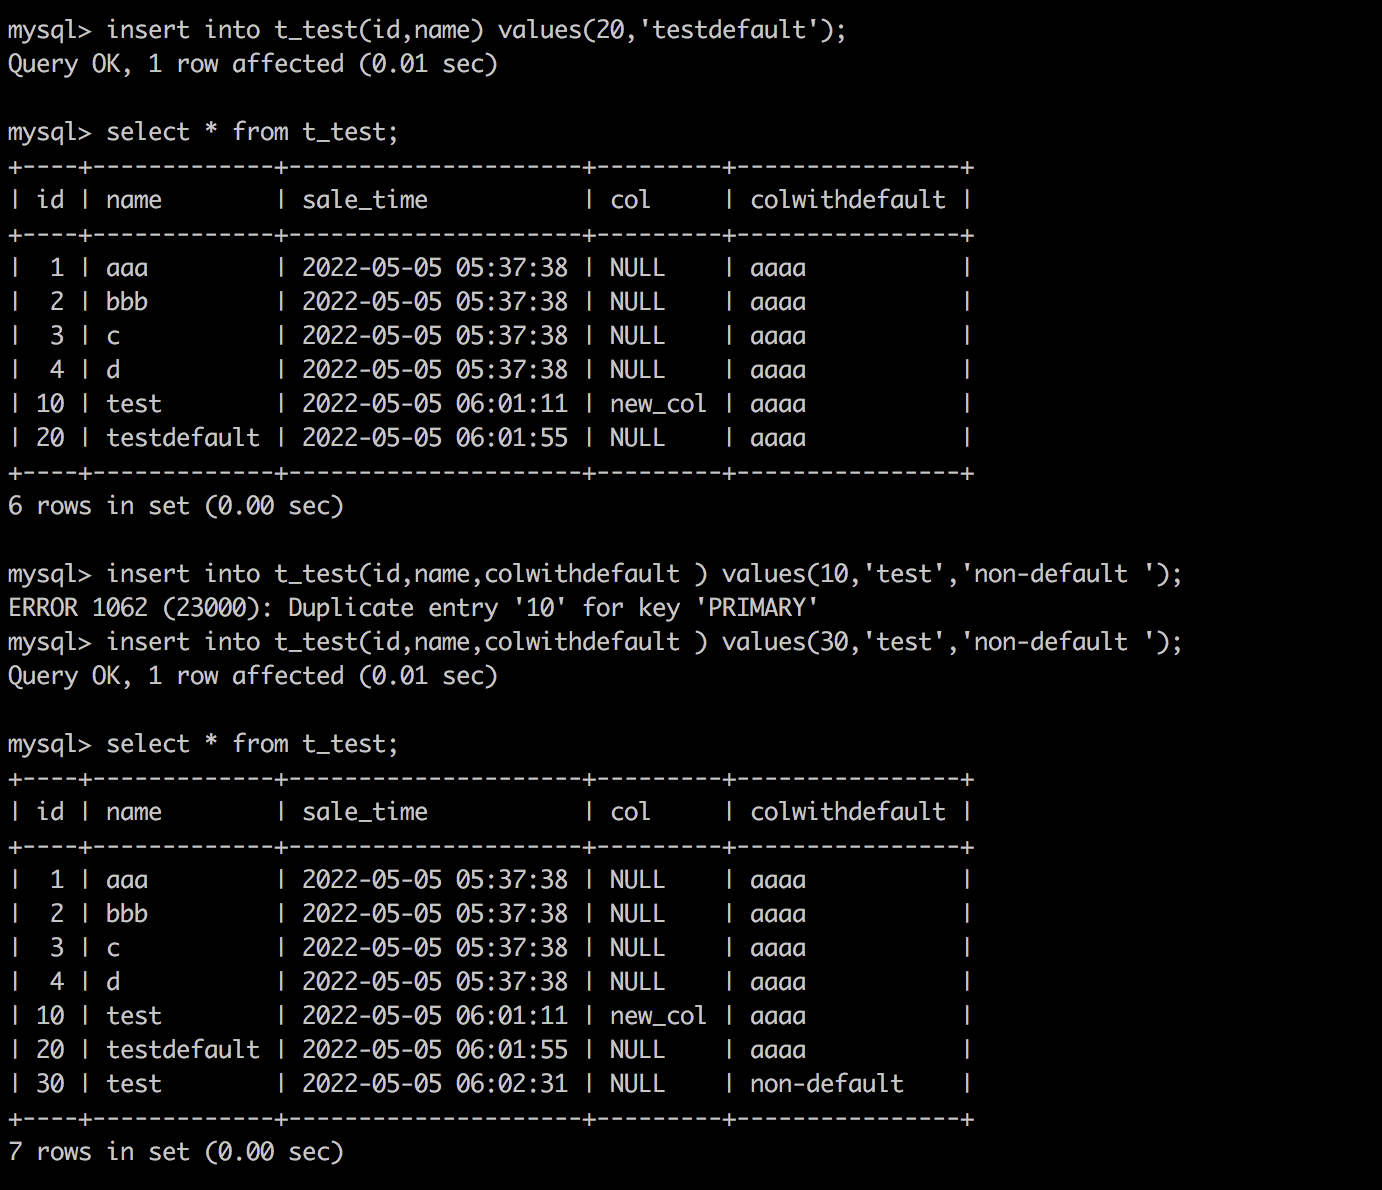 mysql> insert into t_test(id,name) values(20,'testdefault');
Query OK, 1 row affected (0.01 sec)

mysql> select * from t_test;
+----+-------------+---------------------+---------+----------------+
| id | name        | sale_time           | col     | colwithdefault |
+----+-------------+---------------------+---------+----------------+
|  1 | aaa         | 2022-05-05 05:37:38 | NULL    | aaaa           |
|  2 | bbb         | 2022-05-05 05:37:38 | NULL    | aaaa           |
|  3 | c           | 2022-05-05 05:37:38 | NULL    | aaaa           |
|  4 | d           | 2022-05-05 05:37:38 | NULL    | aaaa           |
| 10 | test        | 2022-05-05 06:01:11 | new_col | aaaa           |
| 20 | testdefault | 2022-05-05 06:01:55 | NULL    | aaaa           |
+----+-------------+---------------------+---------+----------------+
6 rows in set (0.00 sec)

mysql> insert into t_test(id,name,colwithdefault ) values(10,'test','non-default ');
ERROR 1062 (23000): Duplicate entry '10' for key 'PRIMARY'
mysql> insert into t_test(id,name,colwithdefault ) values(30,'test','non-default ');
Query OK, 1 row affected (0.01 sec)

mysql> select * from t_test;
+----+-------------+---------------------+---------+----------------+
| id | name        | sale_time           | col     | colwithdefault |
+----+-------------+---------------------+---------+----------------+
|  1 | aaa         | 2022-05-05 05:37:38 | NULL    | aaaa           |
|  2 | bbb         | 2022-05-05 05:37:38 | NULL    | aaaa           |
|  3 | c           | 2022-05-05 05:37:38 | NULL    | aaaa           |
|  4 | d           | 2022-05-05 05:37:38 | NULL    | aaaa           |
| 10 | test        | 2022-05-05 06:01:11 | new_col | aaaa           |
| 20 | testdefault | 2022-05-05 06:01:55 | NULL    | aaaa           |
| 30 | test        | 2022-05-05 06:02:31 | NULL    | non-default    |
+----+-------------+---------------------+---------+----------------+
7 rows in set (0.00 sec)